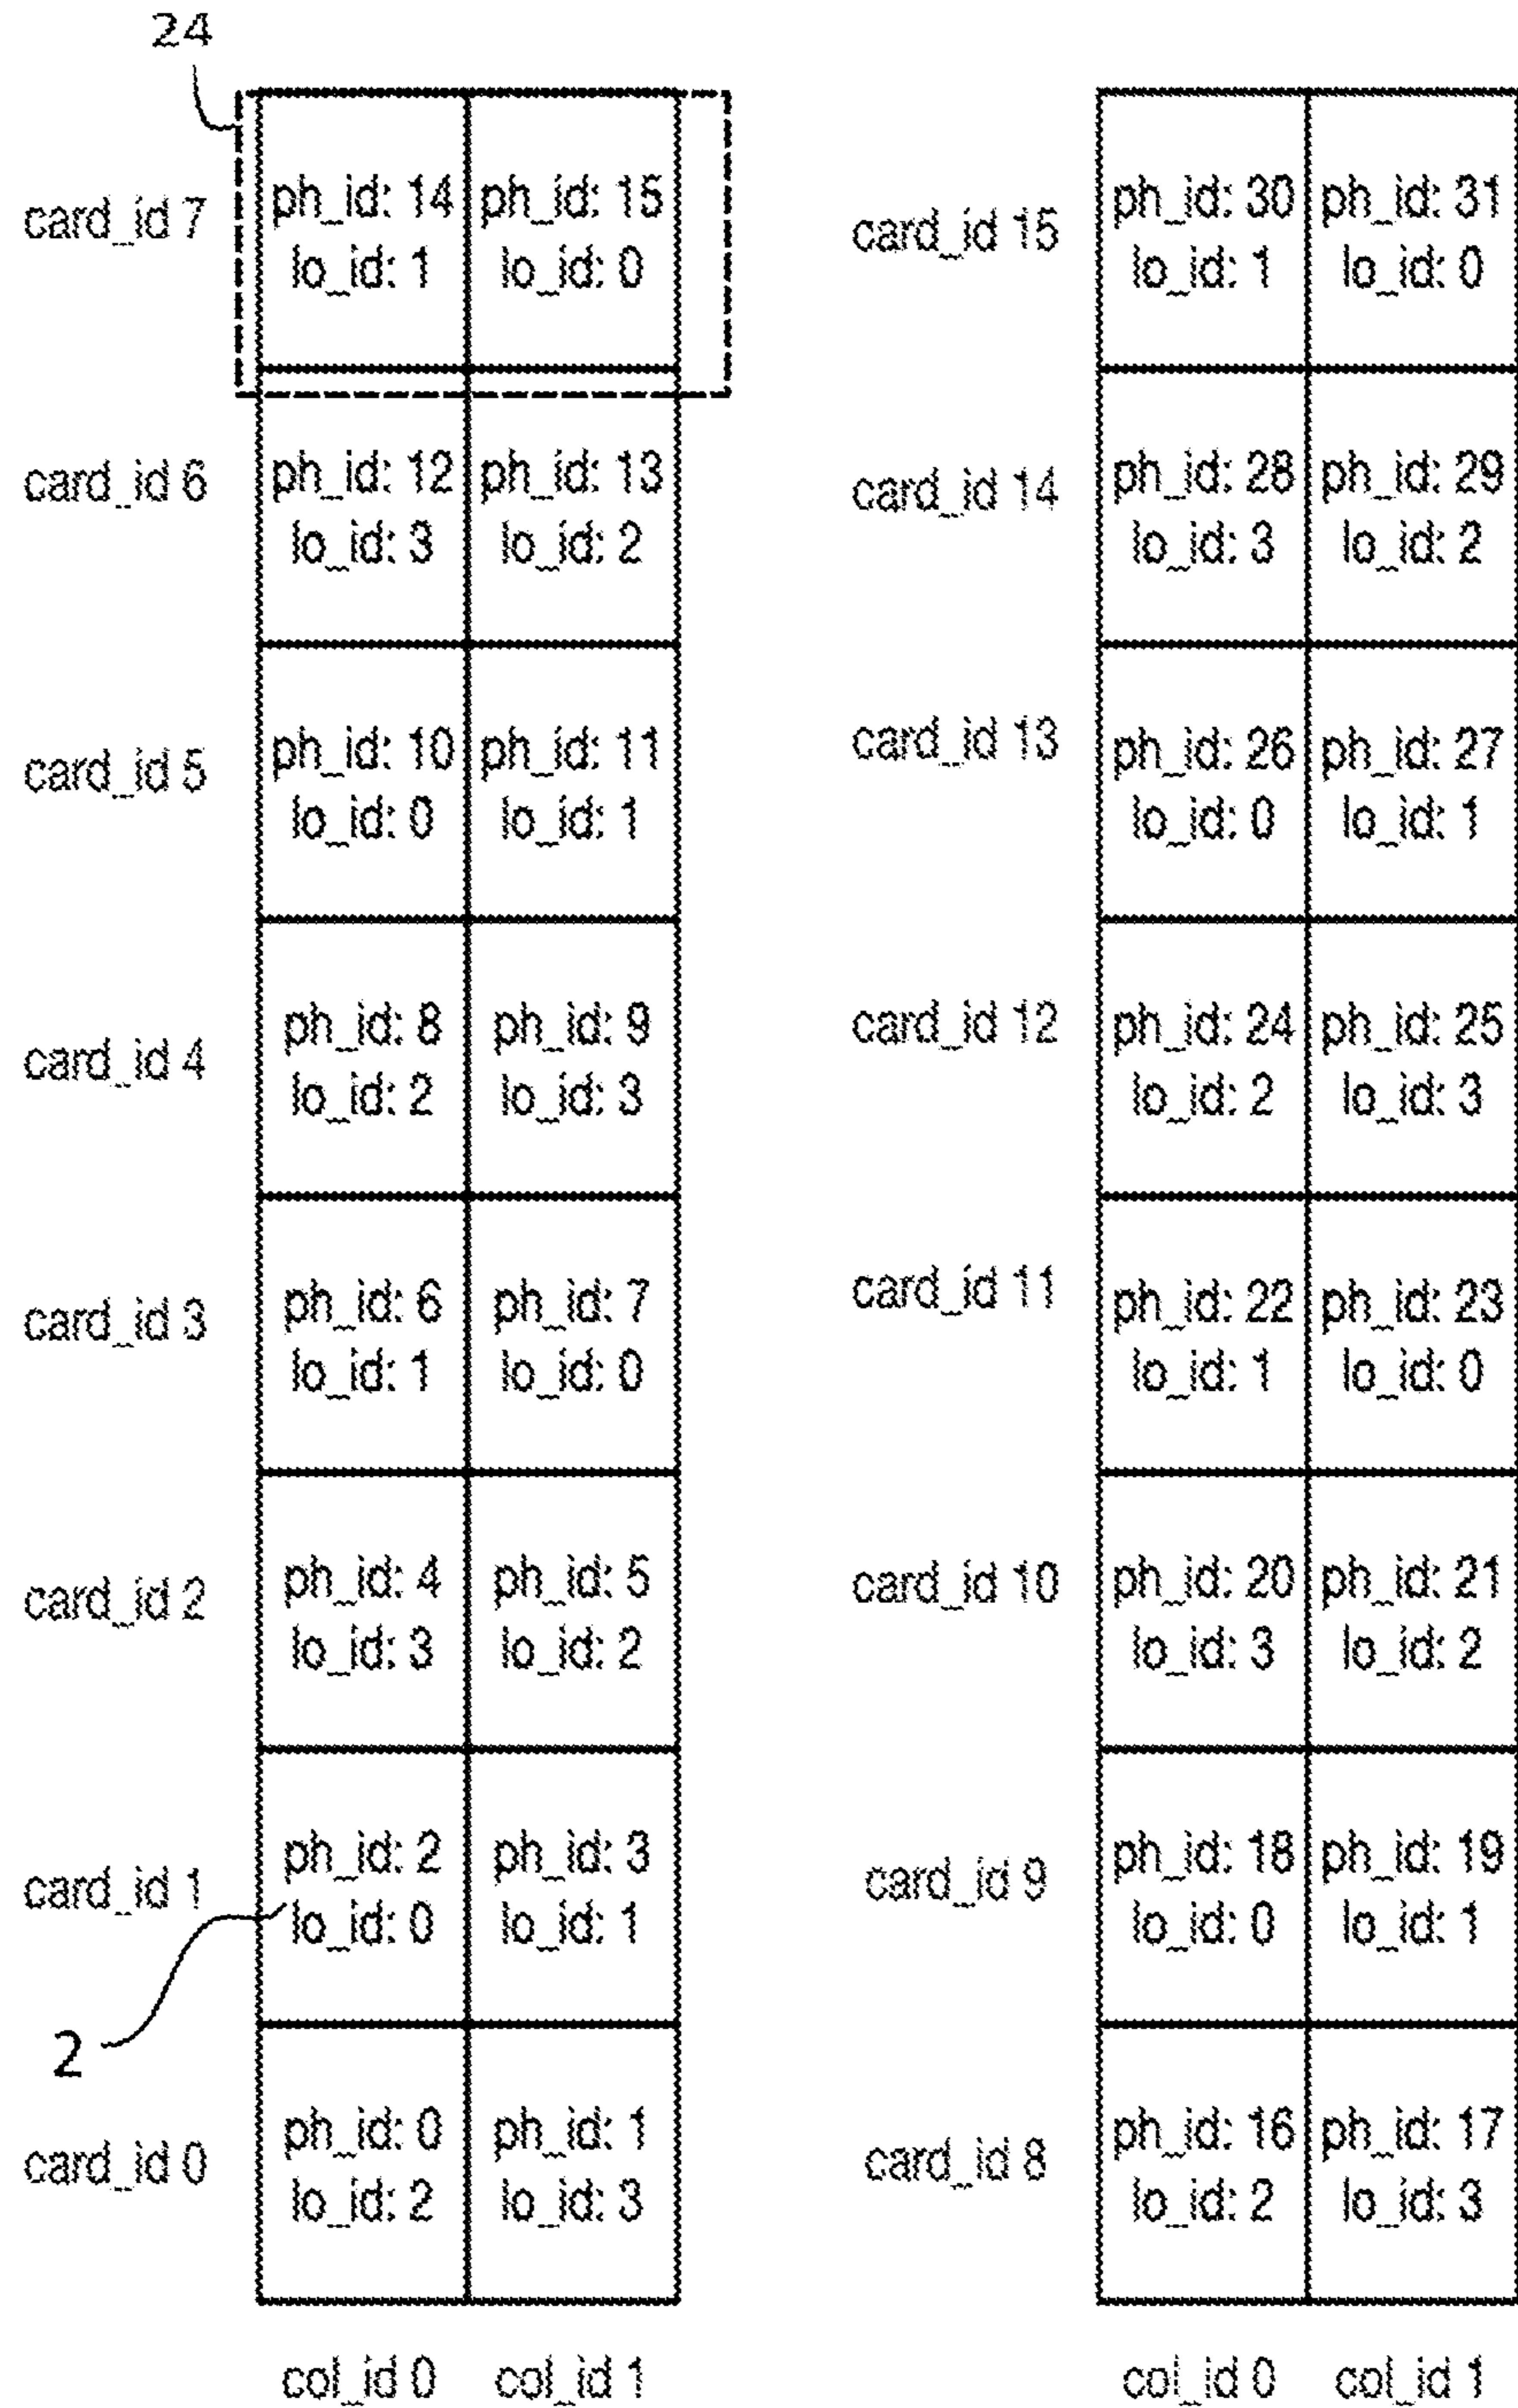 24
card_id 7
ph_id: 14
lo_id: 1
ph_id: 15
lo_id: 0
card_id 6
ph_id: 12
lo_id: 3
ph_id: 13
lo_id: 2
card_id 5
ph_id: 10
lo_id: 0
ph_id: 11
lo_id: 1
card_id 4
ph_id: 8
lo_id: 2
ph_id: 9
lo_id: 3
card_id 3
ph_id: 6
lo_id: 1
ph_id: 7
lo_id: 0
card_id 2
ph_id: 4
lo_id: 3
ph_id: 5
lo_id: 2
card_id 1
ph_id: 2
lo_id: 0
ph_id: 3
lo_id: 1
2
card_id 0
ph_id: 0
lo_id: 2
ph_id: 1
lo_id: 3
col_id 0
col_id 1
card_id 15
ph_id: 30
lo_id: 1
ph_id: 31
lo_id: 0
card_id 14
ph_id: 28
lo_id: 3
ph_id: 29
lo_id: 2
card_id 13
ph_id: 26
lo_id: 0
ph_id: 27
lo_id: 1
card_id 12
ph_id: 24
lo_id: 2
ph_id: 25
lo_id: 3
card_id 11
ph_id: 22
lo_id: 1
ph_id: 23
lo_id: 0
card_id 10
ph_id: 20
lo_id: 3
ph_id: 21
lo_id: 2
card_id 9
ph_id: 18
lo_id: 0
ph_id: 19
lo_id: 1
card_id 8
ph_id: 16
lo_id: 2
ph_id: 17
lo_id: 3
col_id 0
col_id 1